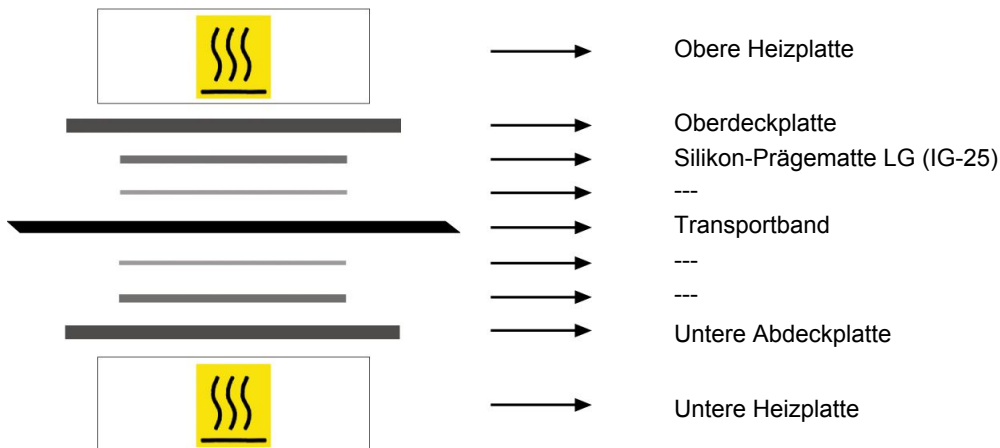 Obere Heizplatte
Oberdeckplatte
Silikon-Prägematte LG (IG-25)
---
Transportband
---
---
Untere Abdeckplatte
Untere Heizplatte